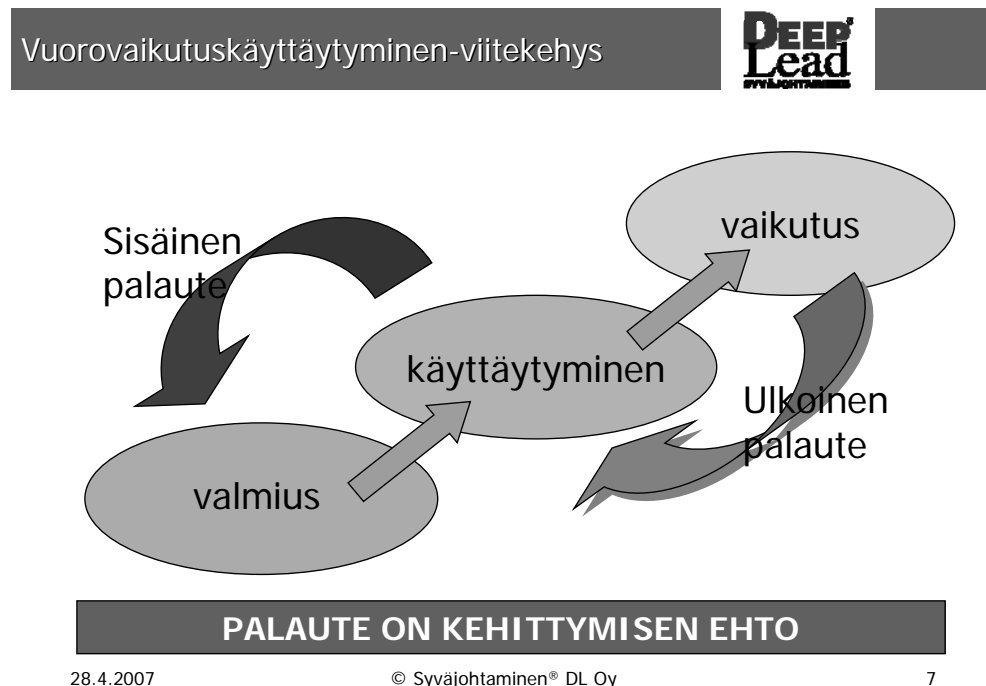 Vuorovaikutuskäyttäytyminen-viitekehys
DEEP®
Lead
SYVÄJOHTAMINEN
vaikutus
Sisäinen
palaute
käyttäytyminen
Ulkoinen
palaute
valmius
PALAUTE ON KEHITTYMISEN EHTO
28.4.2007
© Syväjohtaminen® DL Oy
7